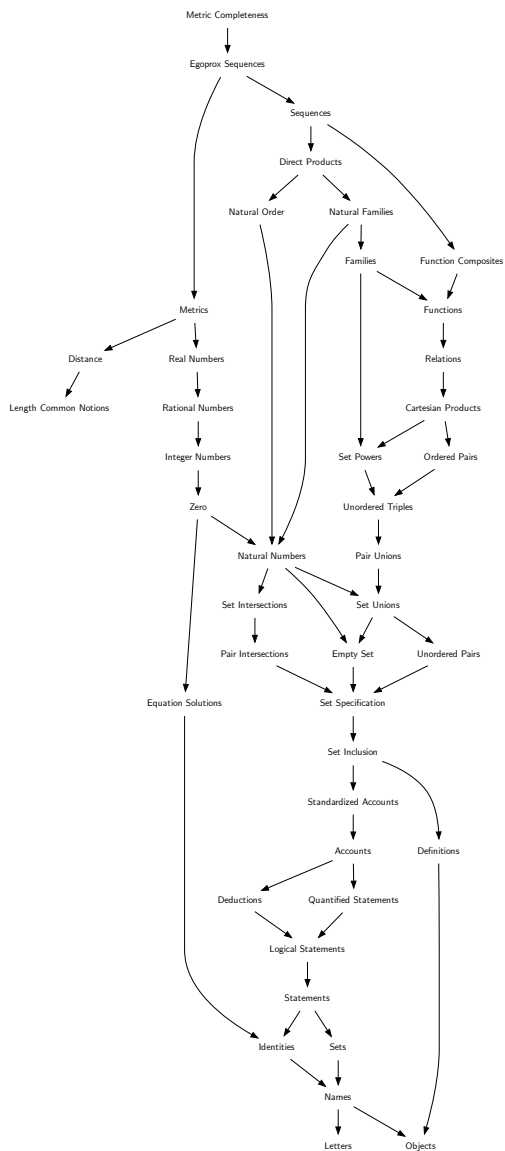 Metric Completeness
Egoprox Sequences
Sequences
Direct Products
Natural Order
Natural Families
Families
Function Composites
Metrics
Functions
Distance
Real Numbers
Relations
Length Common Notions
Rational Numbers
Cartesian Products
Integer Numbers
Set Powers
Ordered Pairs
Zero
Unordered Triples
Natural Numbers
Pair Unions
Set Intersections
Set Unions
Pair Intersections
Empty Set
Unordered Pairs
Equation Solutions
Set Specification
Set Inclusion
Standardized Accounts
Accounts
Definitions
Deductions
Quantified Statements
Logical Statements
Statements
Identities
Sets
Names
Letters
Objects